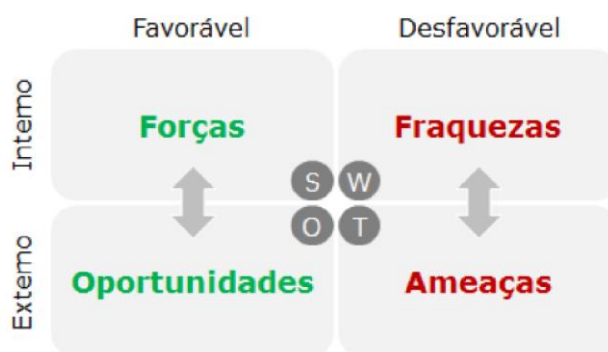 Favorável Desfavorável
Interno
Forças Fraquezas
S W
O T
Externo
Oportunidades Ameaças